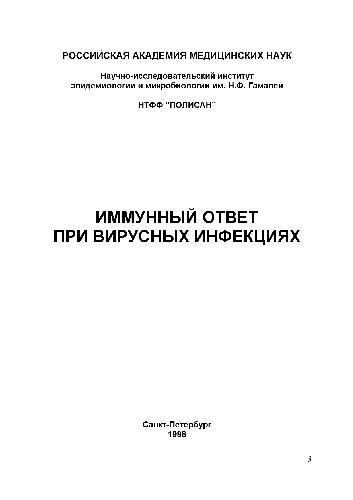 РОССИЙСКАЯ АКАДЕМИЯ МЕДИЦИНСКИХ НАУК
Научно-исследовательский институт
эпидемиологии и микробиологии им. Н.Ф. Гамалеи
НТФФ "ПОЛИСАН"
ИММУННЫЙ ОТВЕТ
ПРИ ВИРУСНЫХ ИНФЕКЦИЯХ
Санкт-Петербург
1998
3